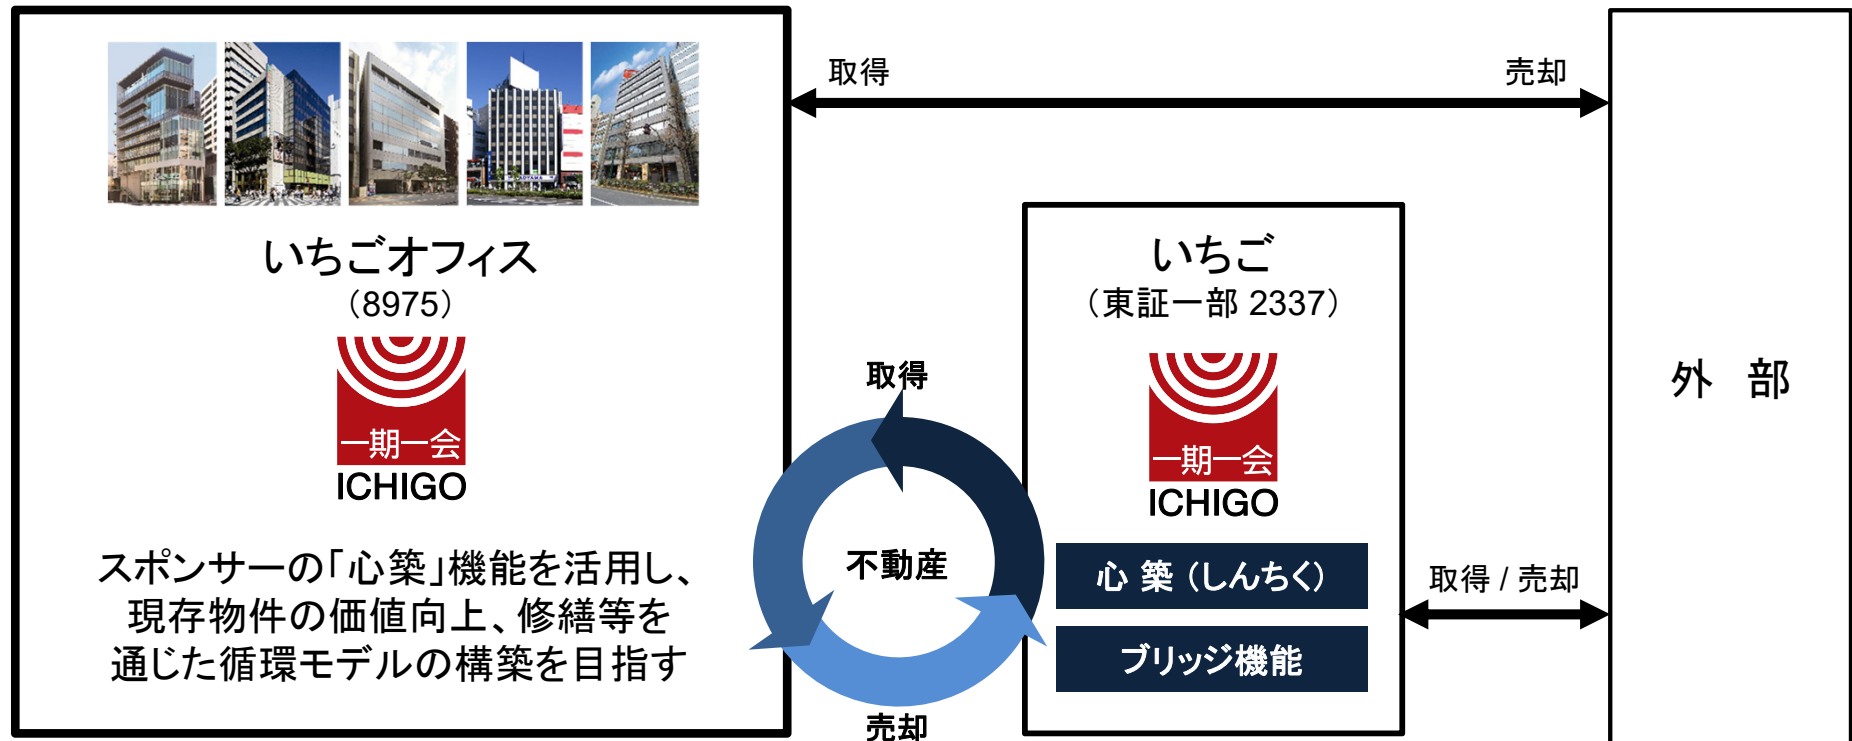 取得
売却
いちごオフィス
（8975）
一期一会
ICHIGO
スポンサーの「心築」機能を活用し、
現存物件の価値向上、修繕等を
通じた循環モデルの構築を目指す
取得
不動産
売却
いちご
（東証一部 2337）
一期一会
ICHIGO
心 築 （しんちく）
ブリッジ機能
取得 / 売却
外 部